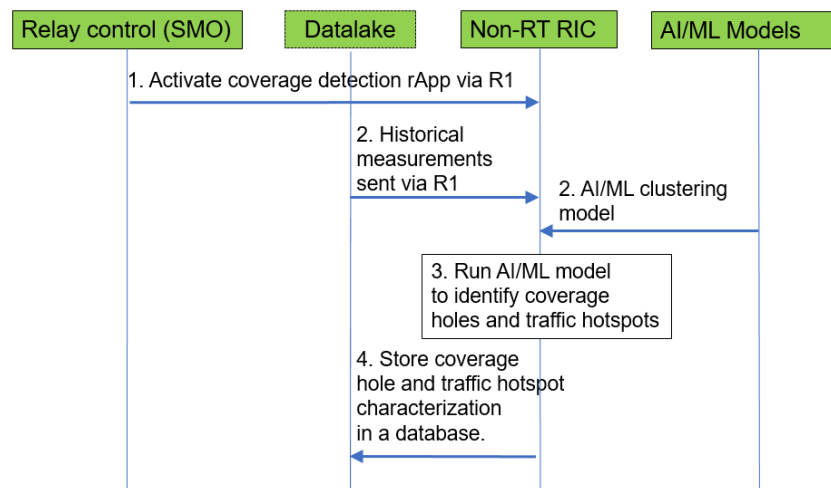 Relay control (SMO)
Datalake
Non-RT RIC
AI/ML Models
1. Activate coverage detection rApp via R1
2. Historical
measurements
sent via R1
2. AI/ML clustering
model
3. Run AI/ML model
to identify coverage
holes and traffic hotspots
4. Store coverage
hole and traffic hotspot
characterization
in a database.